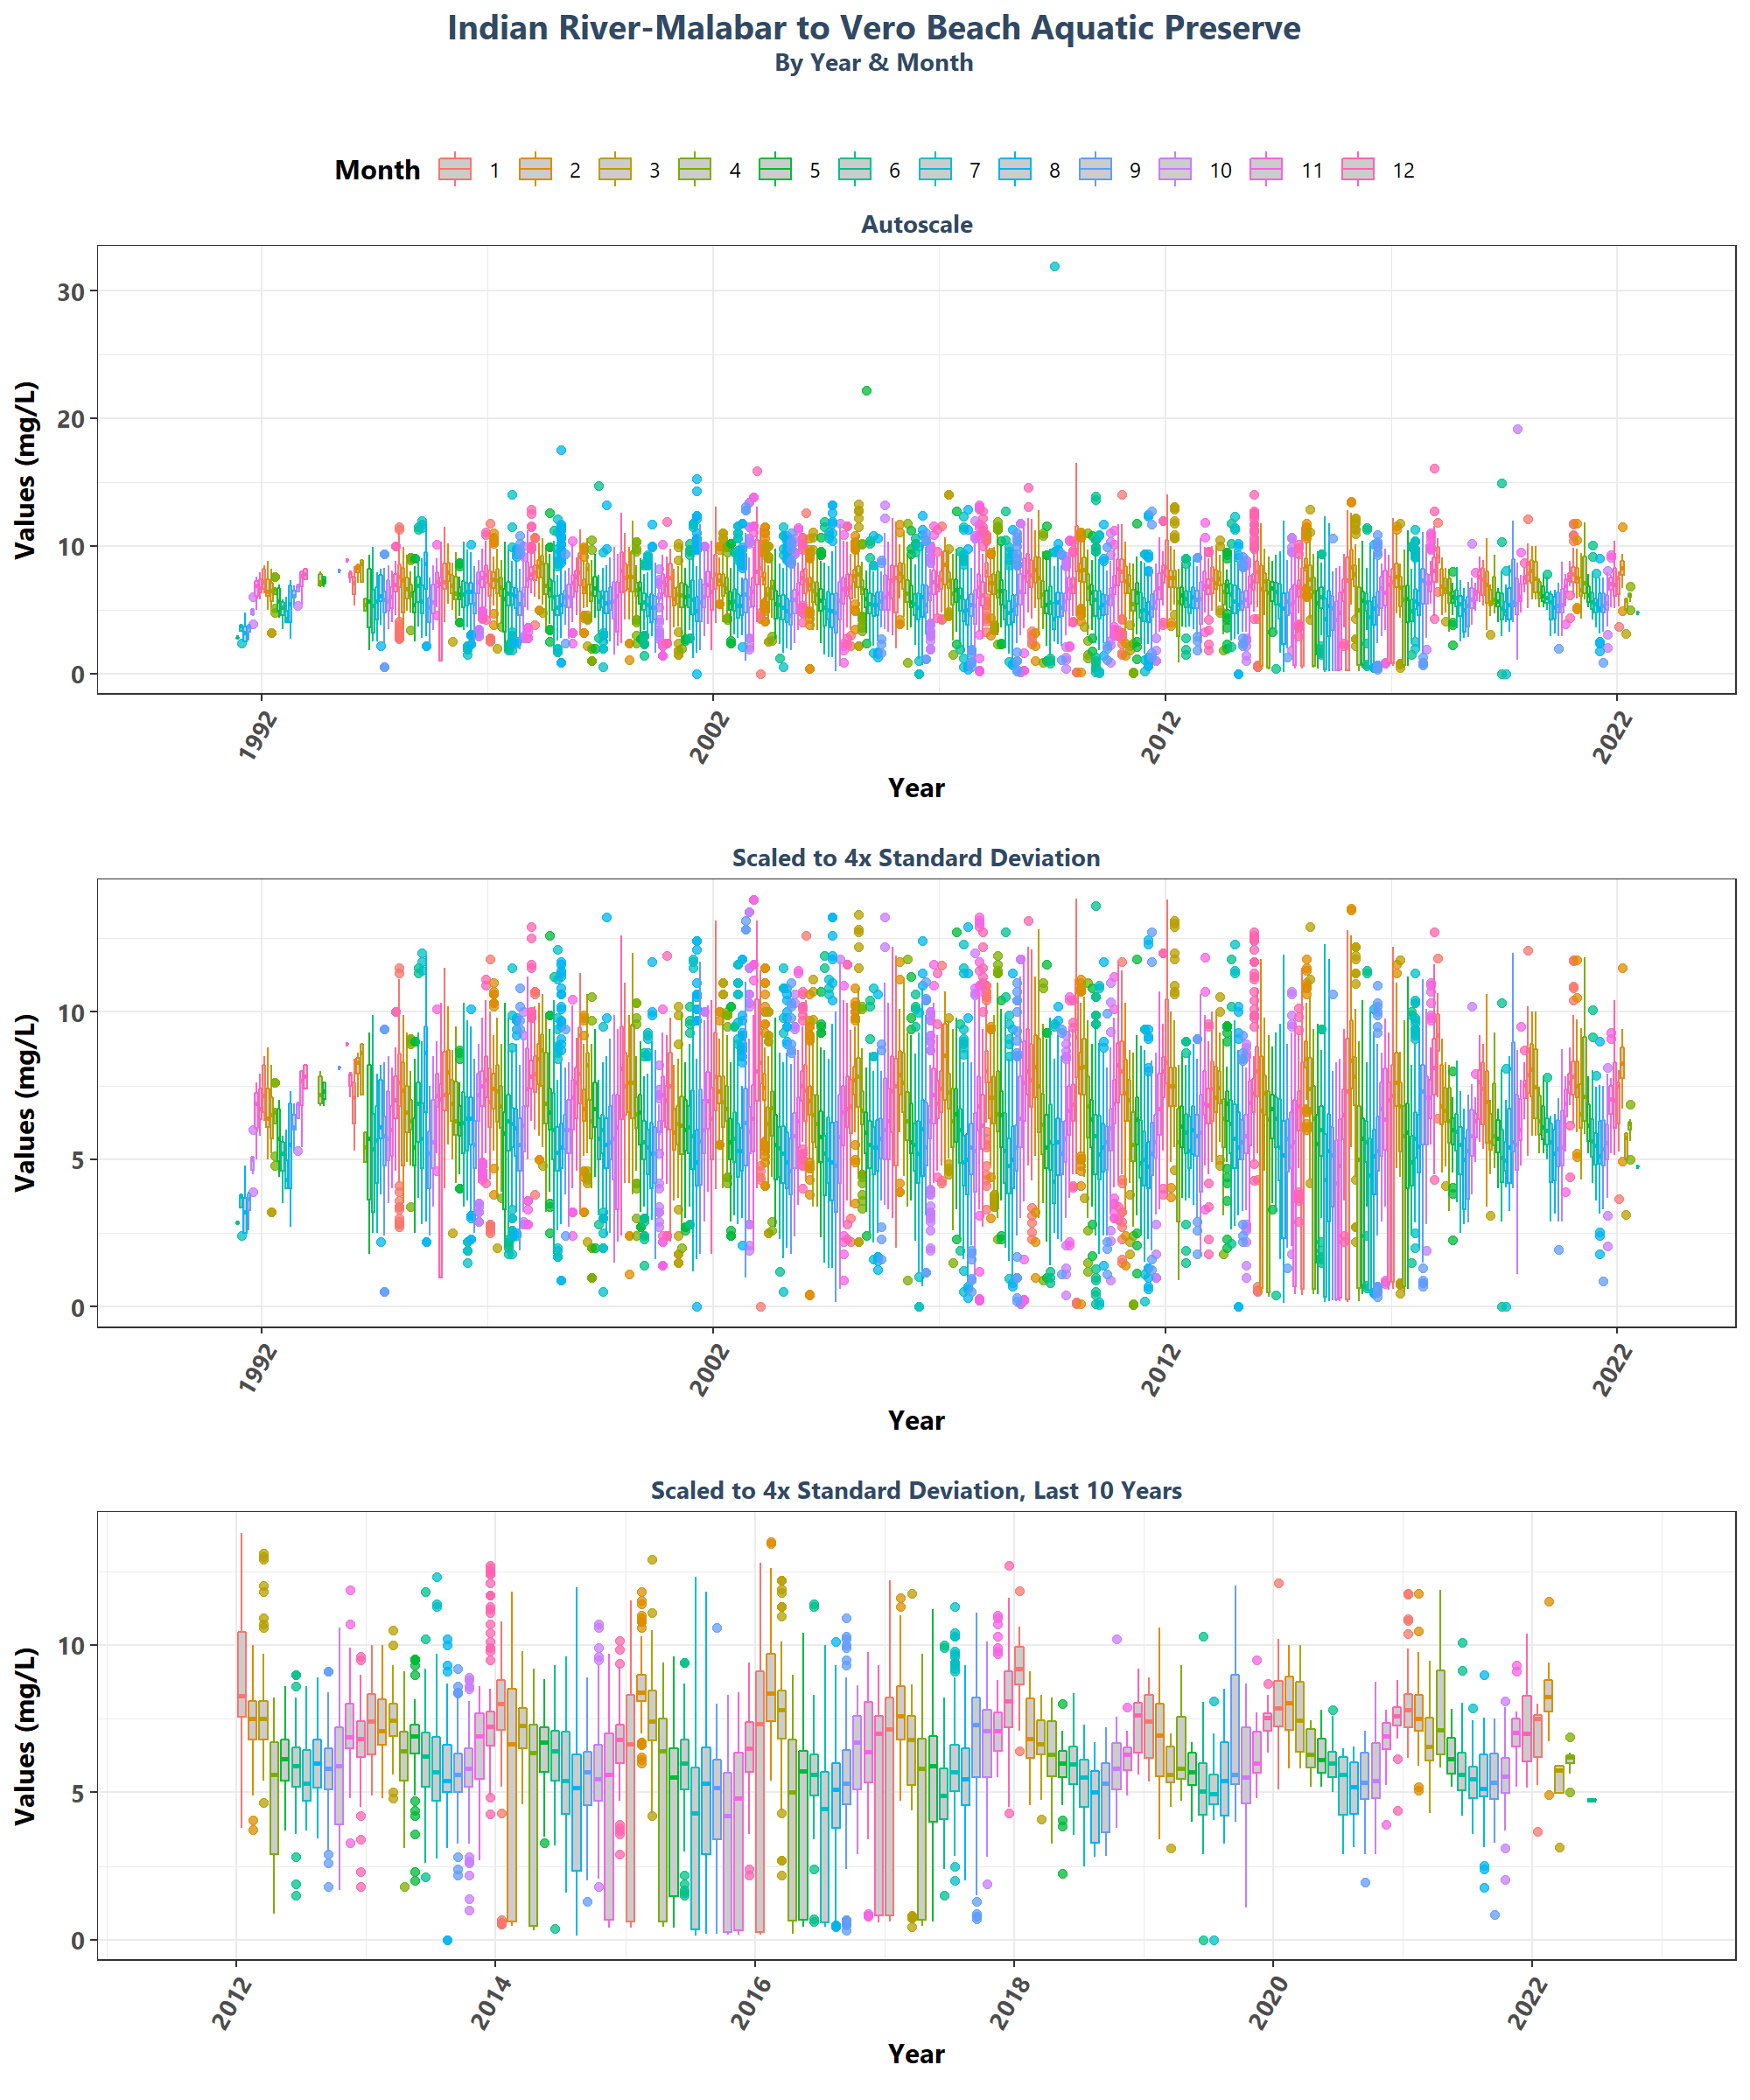 Indian River-Malabar to Vero Beach Aquatic Preserve
By Year & Month
Month 1 2 3 4 5 6 7 8 9 10 11 12
Autoscale
Values (mg/L)
30
20
10
0
1992 2002 2012 2022
Year
Scaled to 4x Standard Deviation
Values (mg/L)
10
5
0
1992 2002 2012 2022
Year
Scaled to 4x Standard Deviation, Last 10 Years
Values (mg/L)
10
5
0
2012 2014 2016 2018 2020 2022
Year